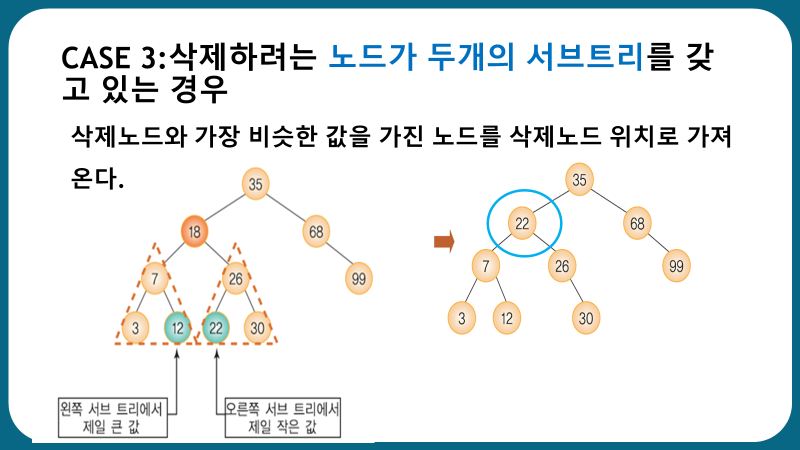 CASE 3:삭제하려는 노드가 두개의 서브트리를 갖
고 있는 경우
삭제노드와 가장 비슷한 값을 가진 노드를 삭제노드 위치로 가져
온다.
35
18
68
7
26
99
3
12
22
30
왼쪽 서브 트리에서
제일 큰 값
오른쪽 서브 트리에서
제일 작은 값
35
22
68
7
26
99
3
12
30